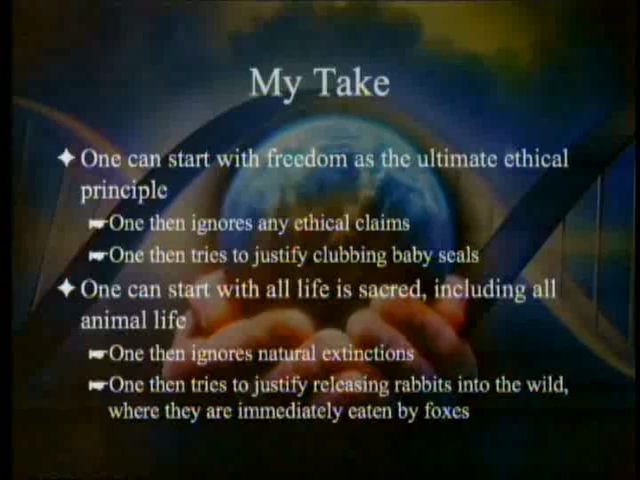 My Take
One can start with freedom as the ultimate ethical
principle
One then ignores any ethical claims
One then tries to justify clubbing baby seals
One can start with all life is sacred, including all
animal life
One then ignores natural extinctions
One then tries to justify releasing rabbits into the wild,
where they are immediately eaten by foxes